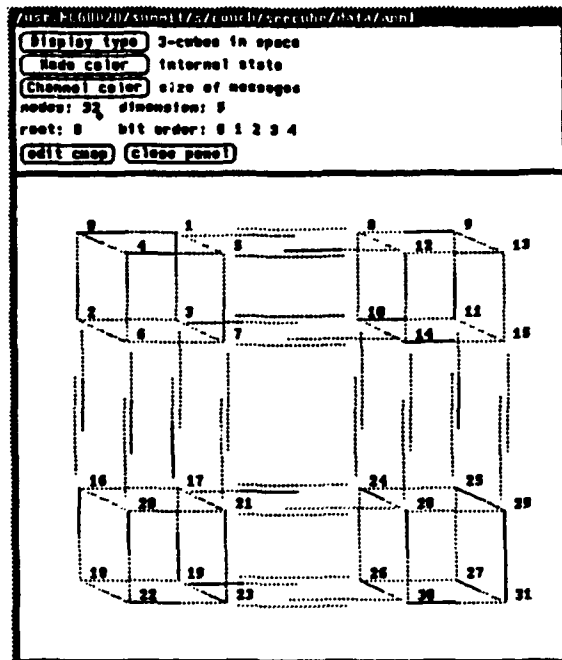 Display type 3-cubes in space
Node color internal state
Channel color size of messages
nodes: 32 dimension: 5
root: 0 bit order: 0 1 2 3 4
edit cmap close panel
0 1 8 9
4 5 12 13
2 3 10 11
6 7 14 15
16 17 24 25
20 21 28 29
18 19 26 27
22 23 30 31